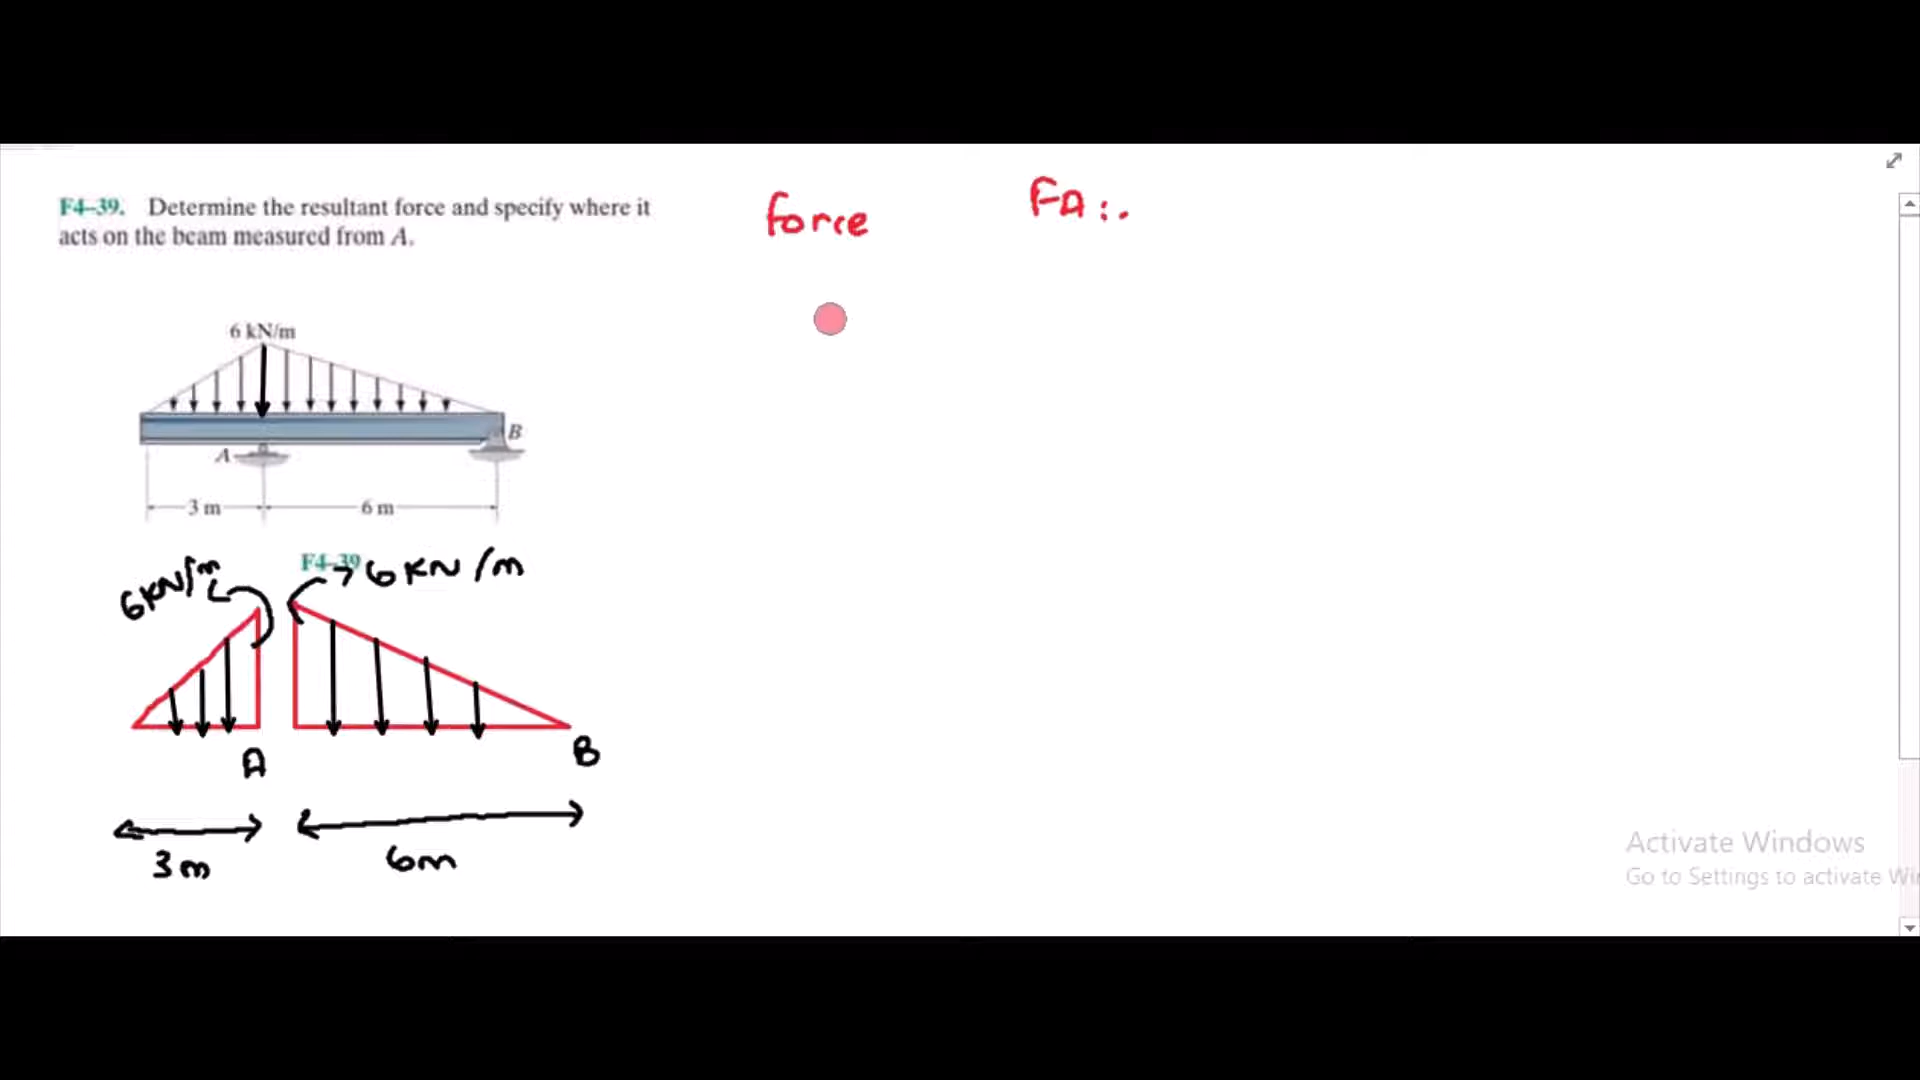 F4–39. Determine the resultant force and specify where it
acts on the beam measured from A.
force
FA:.
6 kN/m
A
B
3 m
6 m
F4–39
6KN/m
6KN/m
A
B
3m
6m
Activate Windows
Go to Settings to activate Wi